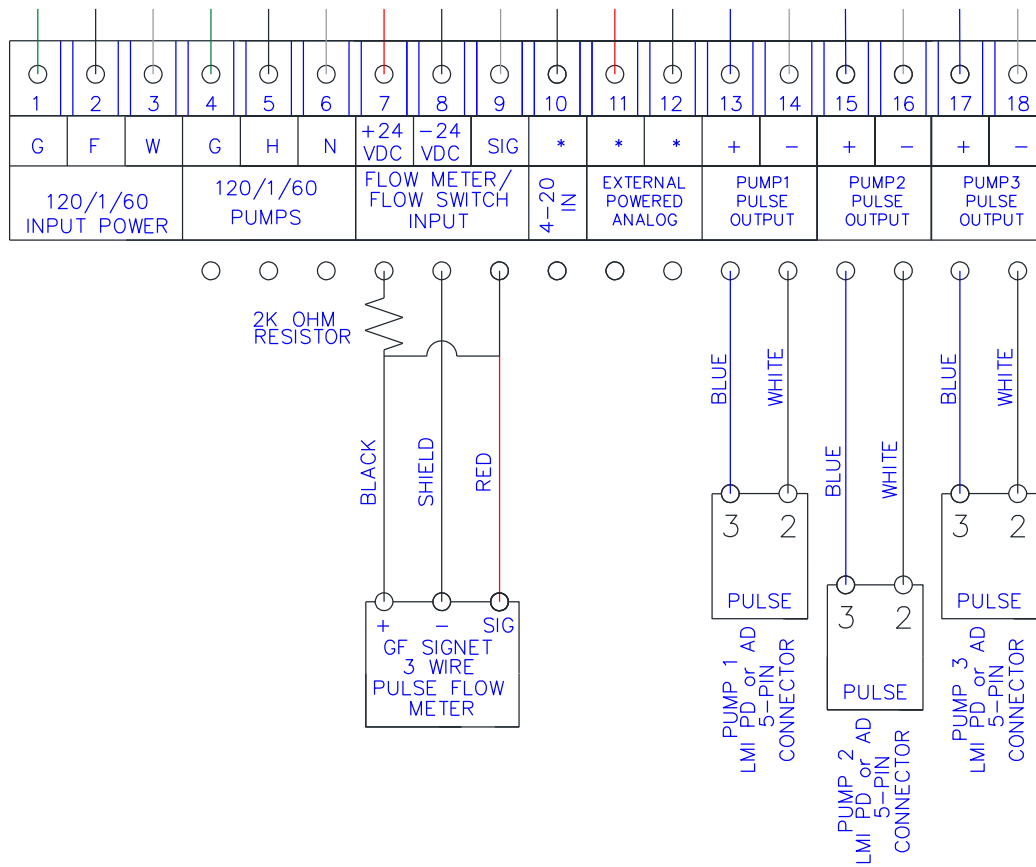 1 2 3 4 5 6 7 8 9 10 11 12 13 14 15 16 17 18
G F W G H N +24 VDC -24 VDC SIG * * * + - + - + -
120/1/60
INPUT POWER
120/1/60
PUMPS
FLOW METER/
FLOW SWITCH
INPUT
4-20
IN
EXTERNAL
POWERED
ANALOG
PUMP1
PULSE
OUTPUT
PUMP2
PULSE
OUTPUT
PUMP3
PULSE
OUTPUT
2K OHM
RESISTOR
BLACK
SHIELD
RED
+ - SIG
GF SIGNET
3 WIRE
PULSE FLOW
METER
BLUE
WHITE
3 2
PULSE
PUMP 1
LMI PD or AD
5-PIN
CONNECTOR
BLUE
WHITE
3 2
PULSE
PUMP 2
LMI PD or AD
5-PIN
CONNECTOR
BLUE
WHITE
3 2
PULSE
PUMP 3
LMI PD or AD
5-PIN
CONNECTOR